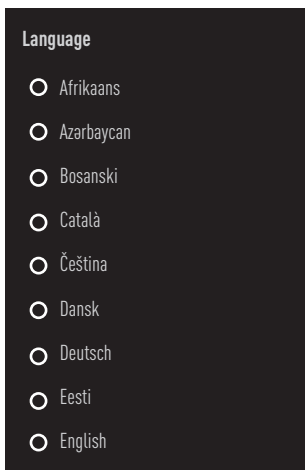 Language
Afrikaans
Azərbaycan
Bosanski
Català
Čeština
Dansk
Deutsch
Eesti
English